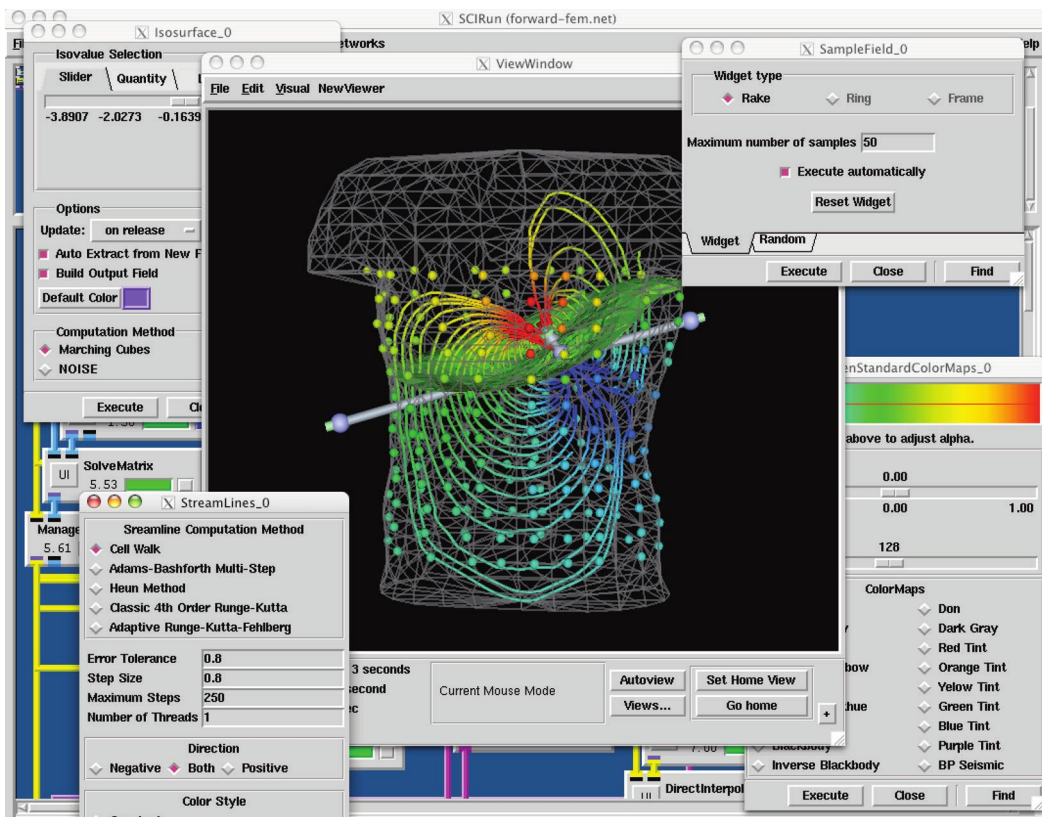 SCIRun (forward-fem.net)
Isosurface_0
Isovalue Selection
Slider Quantity
-3.8907 -2.0273 -0.1639
Options
Update: on release
Auto Extract from New F
Build Output Field
Default Color
Computation Method
Marching Cubes
NOISE
Execute
ViewWindow
File Edit Visual NewViewer
SampleField_0
Widget type
Rake Ring Frame
Maximum number of samples 50
Execute automatically
Reset Widget
Widget Random
Execute Close Find
enStandardColorMaps_0
above to adjust alpha.
0.00
0.00 1.00
128
ColorMaps
Don
Dark Gray
Red Tint
Orange Tint
Yellow Tint
Green Tint
Blue Tint
Purple Tint
Inverse Blackbody BP Seismic
Execute Close Find
UI SolveMatrix
5.53
Manage
5.61
StreamLines_0
Sreamline Computation Method
Cell Walk
Adams-Bashforth Multi-Step
Heun Method
Classic 4th Order Runge-Kutta
Adaptive Runge-Kutta-Fehlberg
Error Tolerance 0.8
Step Size 0.8
Maximum Steps 250
Number of Threads 1
Direction
Negative Both Positive
Color Style
3 seconds
second
Current Mouse Mode
Autoview Set Home View
Views... Go home
+
DirectInterpol